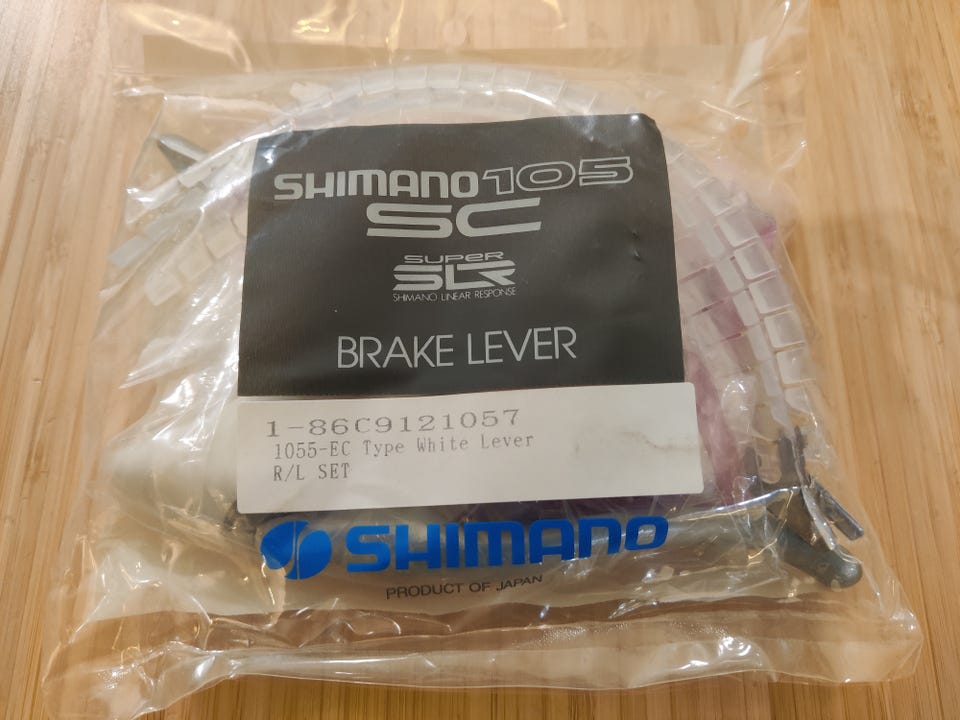 SHIMANO 105
SC
SUPER
SLR
SHIMANO LINEAR RESPONSE
BRAKE LEVER
1-86C9121057
1055-EC Type White Lever
R/L SET
SHIMANO
PRODUCT OF JAPAN